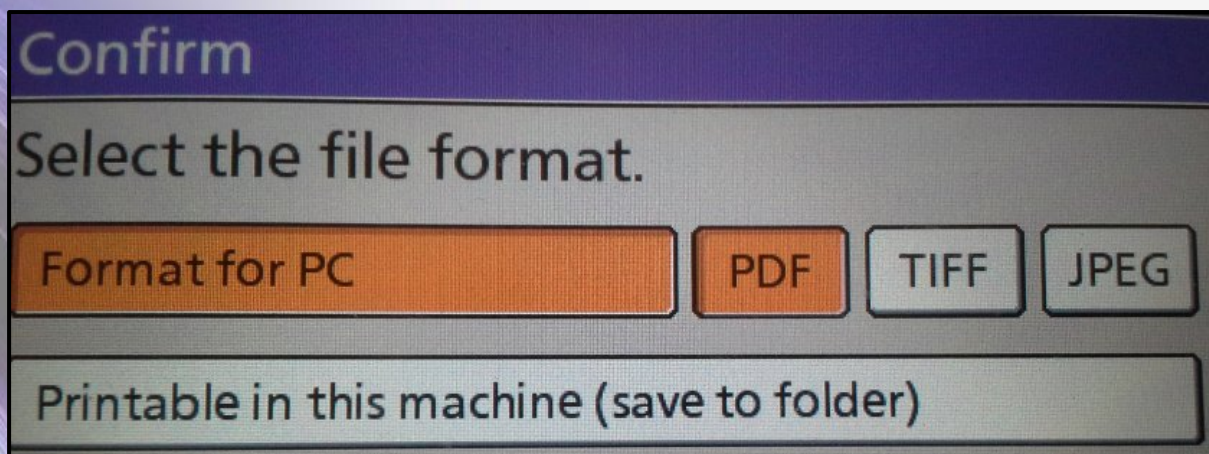 Confirm
Select the file format.
Format for PC PDF TIFF JPEG
Printable in this machine (save to folder)